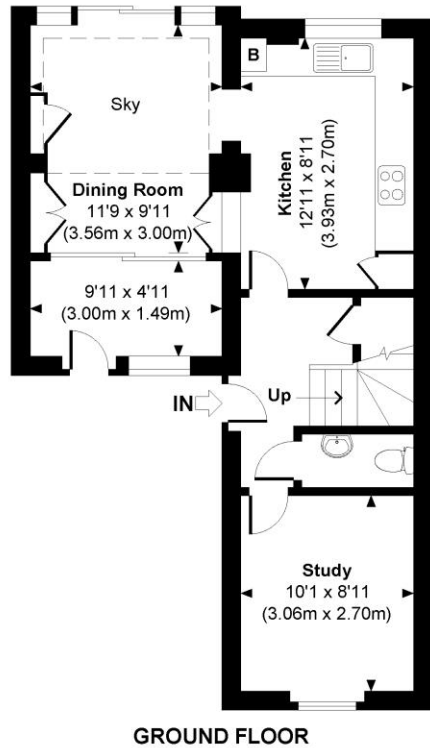 B
Sky
Kitchen
12'11 x 8'11
(3.93m x 2.70m)
Dining Room
11'9 x 9'11
(3.56m x 3.00m)
9'11 x 4'11
(3.00m x 1.49m)
IN
Up
Study
10'1 x 8'11
(3.06m x 2.70m)
GROUND FLOOR